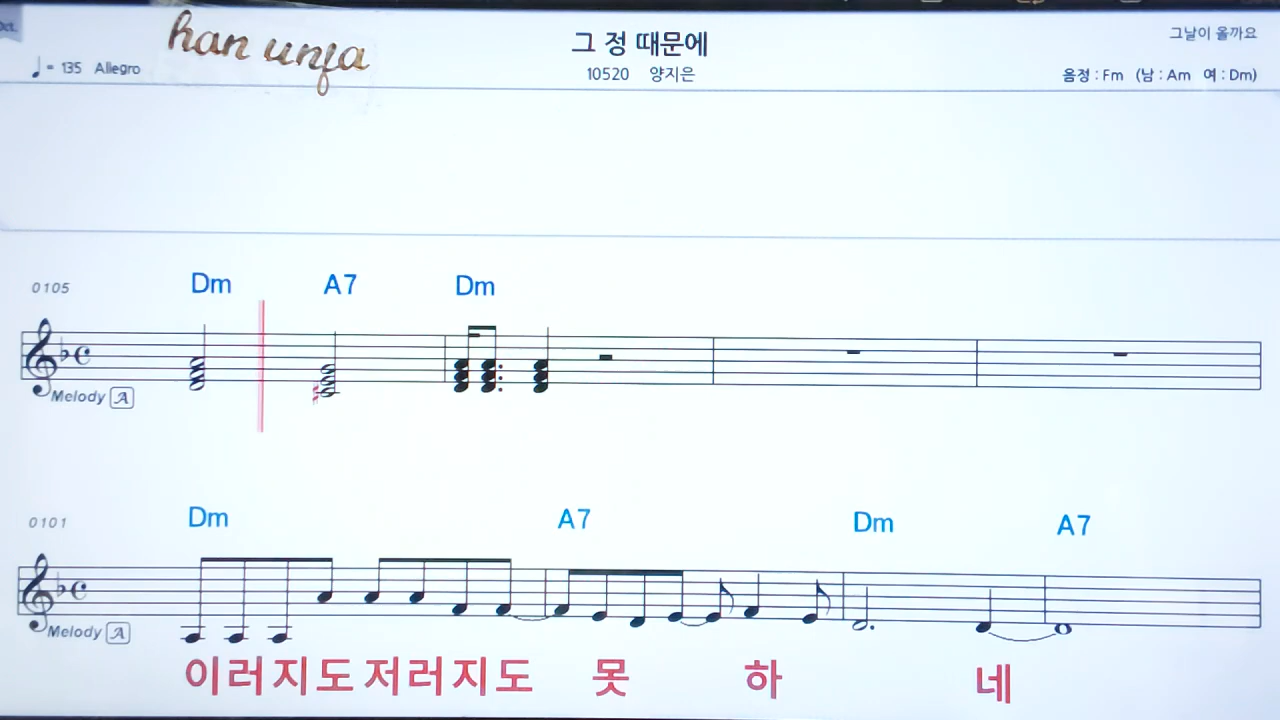 Oct.
han unja
그 정 때문에
그날이 올까요
♩= 135 Allegro
10520 양지은
음정 : Fm (남 : Am 여 : Dm)
0105
Dm A7 Dm
Melody A
0101
Dm A7 Dm A7
Melody A
이러지도 저러지도 못 하 네